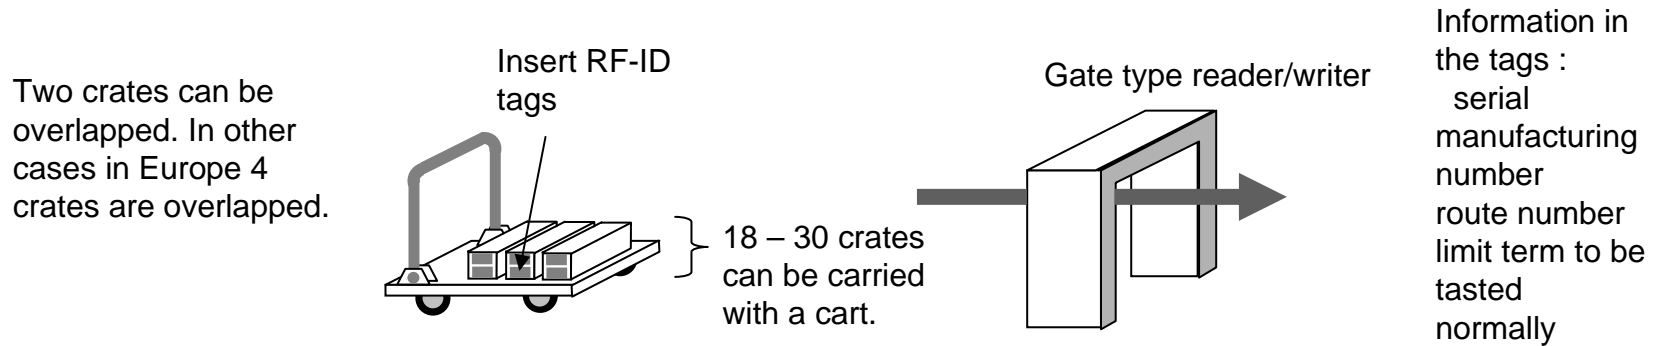 Two crates can be
overlapped. In other
cases in Europe 4
crates are overlapped.
Insert RF-ID
tags
18 – 30 crates
can be carried
with a cart.
Gate type reader/writer
Information in
the tags :
serial
manufacturing
number
route number
limit term to be
tasted
normally